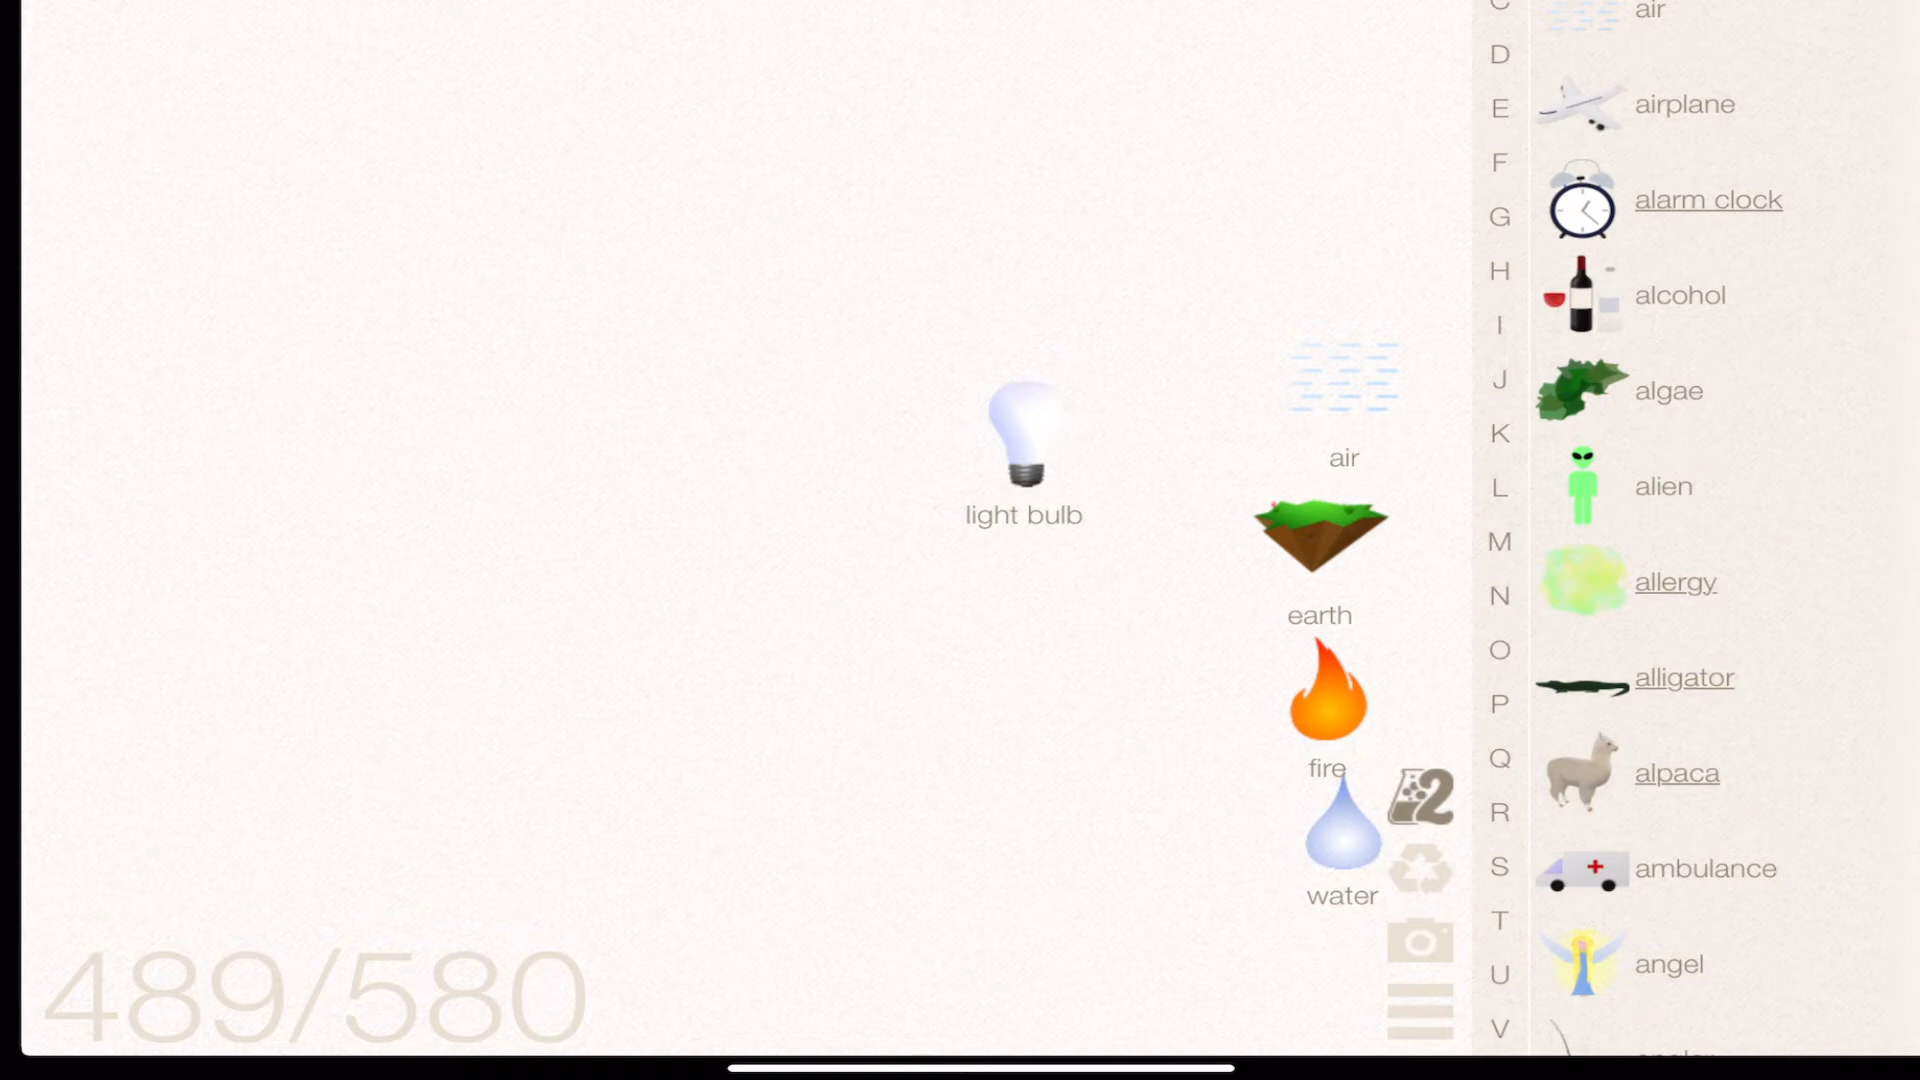 air
earth
fire
water
light bulb
489/580
2
C
D
E
F
G
H
I
J
K
L
M
N
O
P
Q
R
S
T
U
V
air
airplane
alarm clock
alcohol
algae
alien
allergy
alligator
alpaca
ambulance
angel